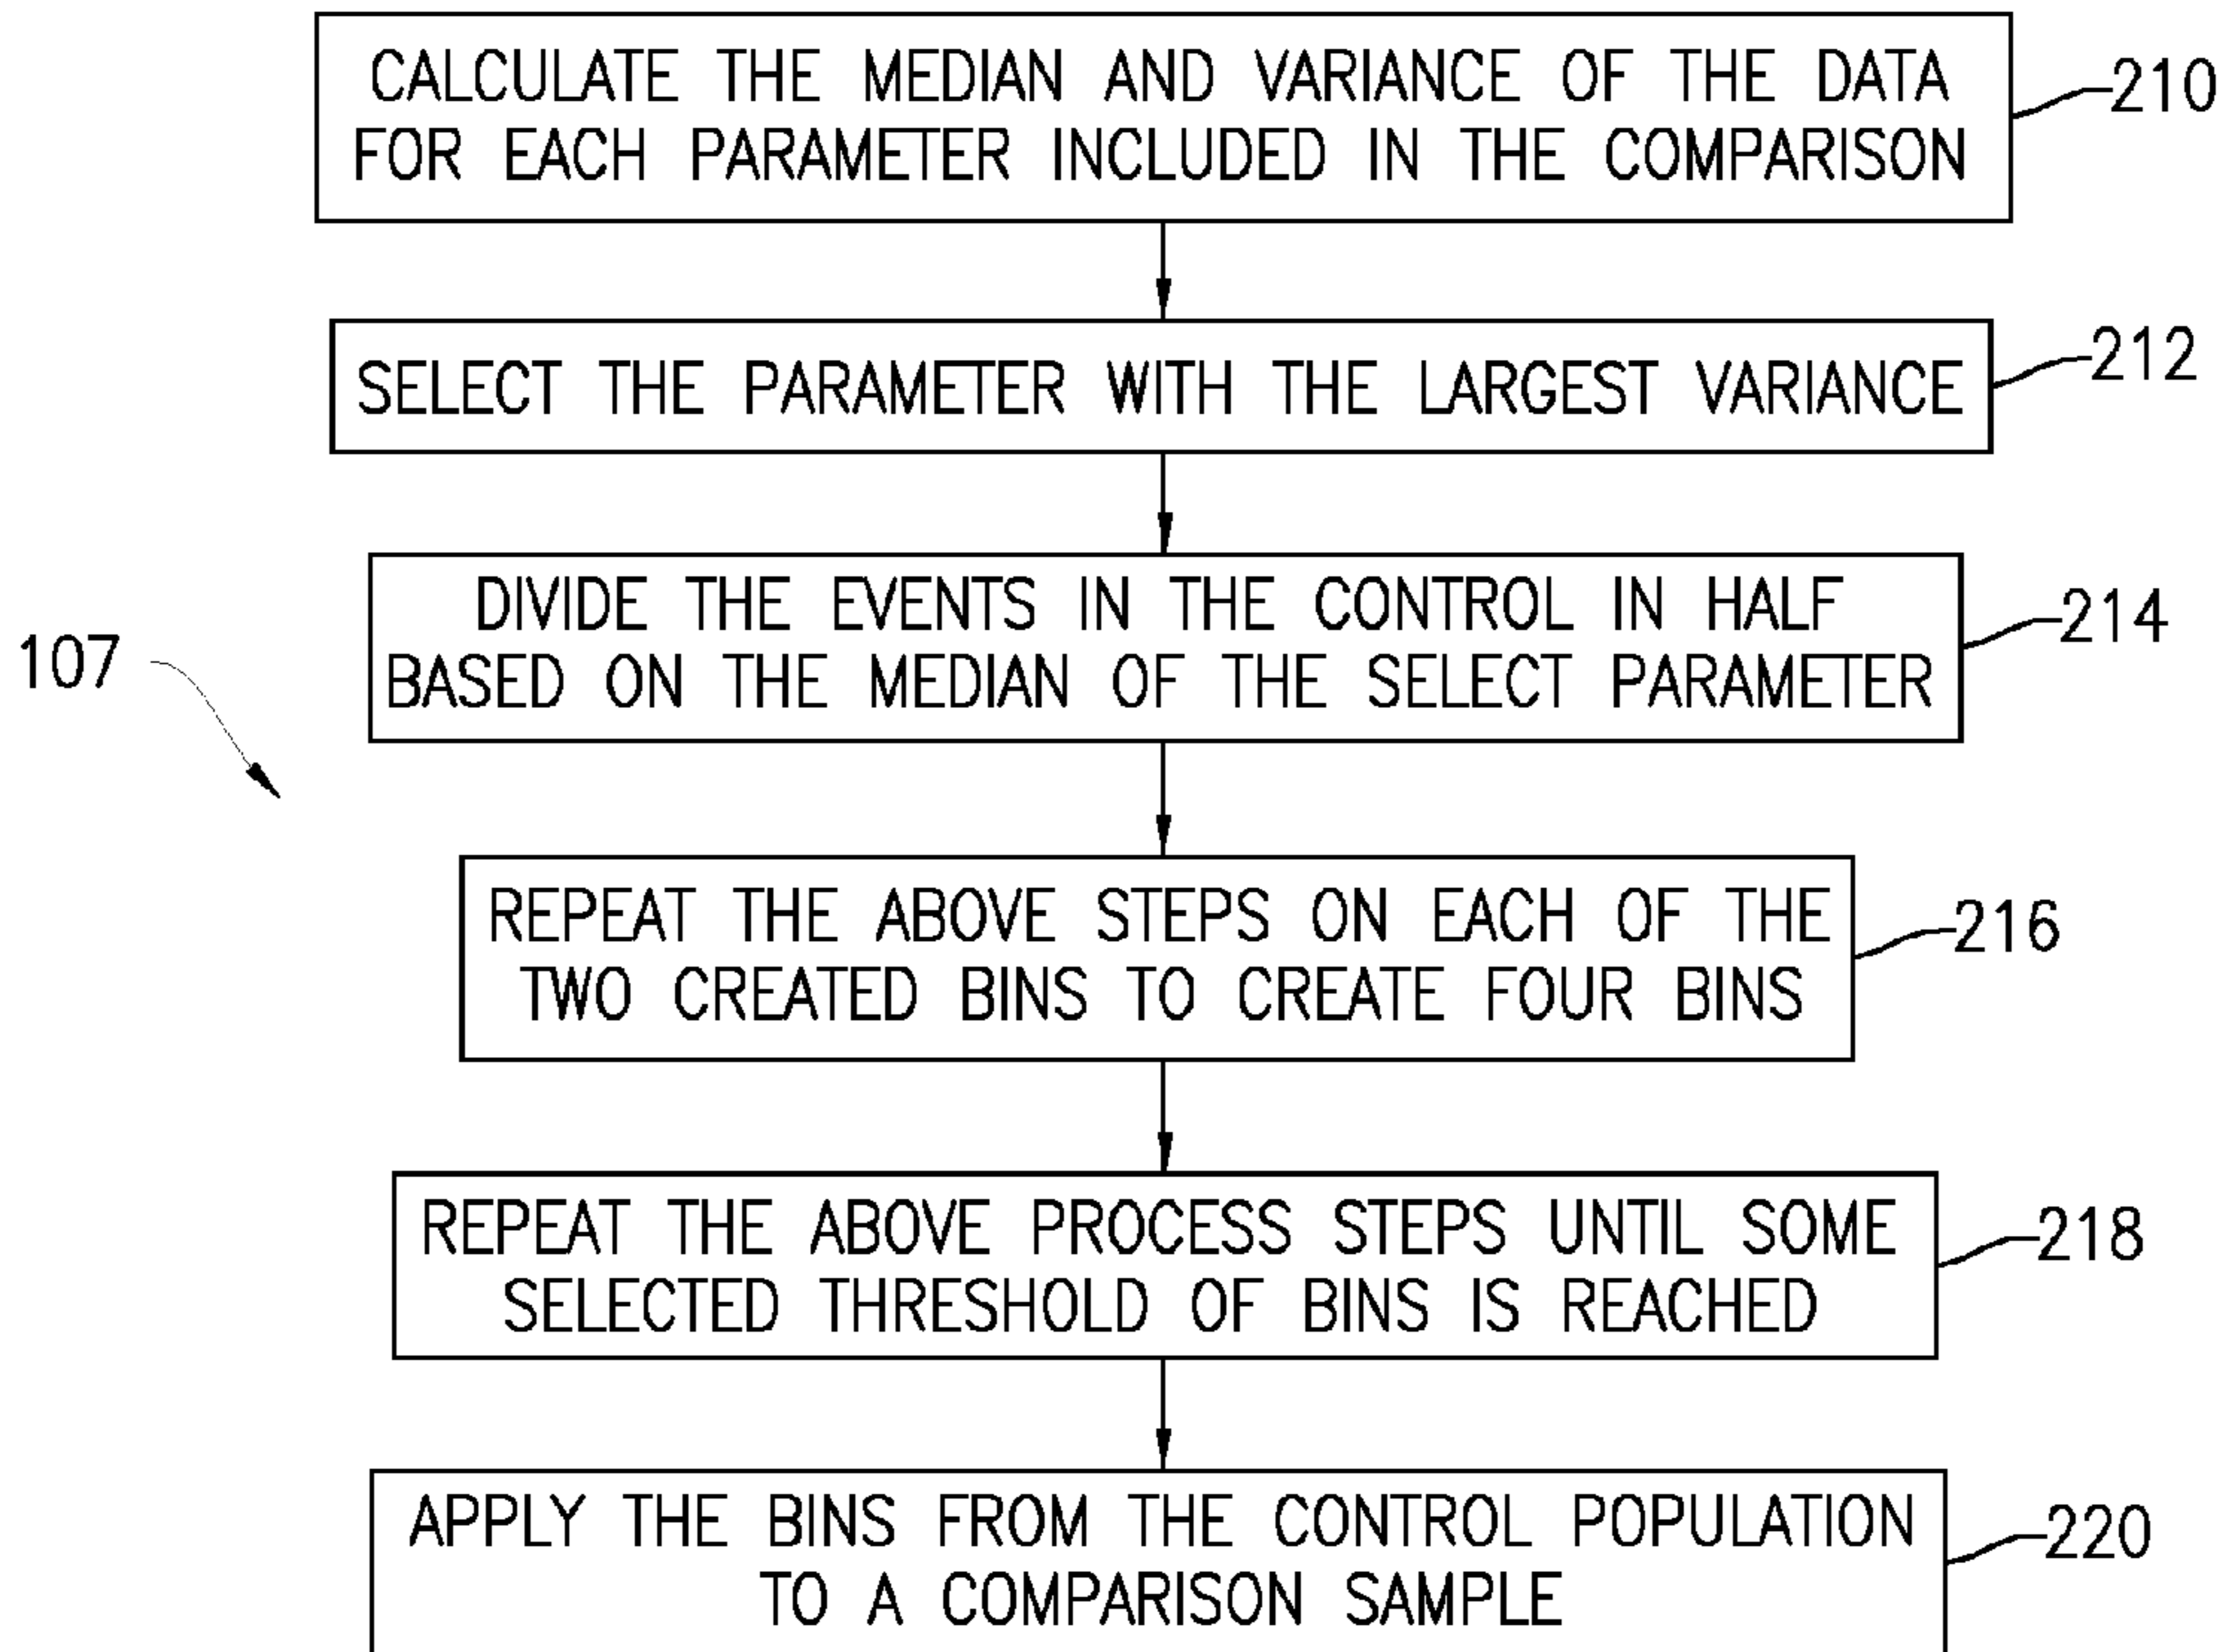 CALCULATE THE MEDIAN AND VARIANCE OF THE DATA
FOR EACH PARAMETER INCLUDED IN THE COMPARISON
210
SELECT THE PARAMETER WITH THE LARGEST VARIANCE
212
DIVIDE THE EVENTS IN THE CONTROL IN HALF
BASED ON THE MEDIAN OF THE SELECT PARAMETER
214
107
REPEAT THE ABOVE STEPS ON EACH OF THE
TWO CREATED BINS TO CREATE FOUR BINS
216
REPEAT THE ABOVE PROCESS STEPS UNTIL SOME
SELECTED THRESHOLD OF BINS IS REACHED
218
APPLY THE BINS FROM THE CONTROL POPULATION
TO A COMPARISON SAMPLE
220